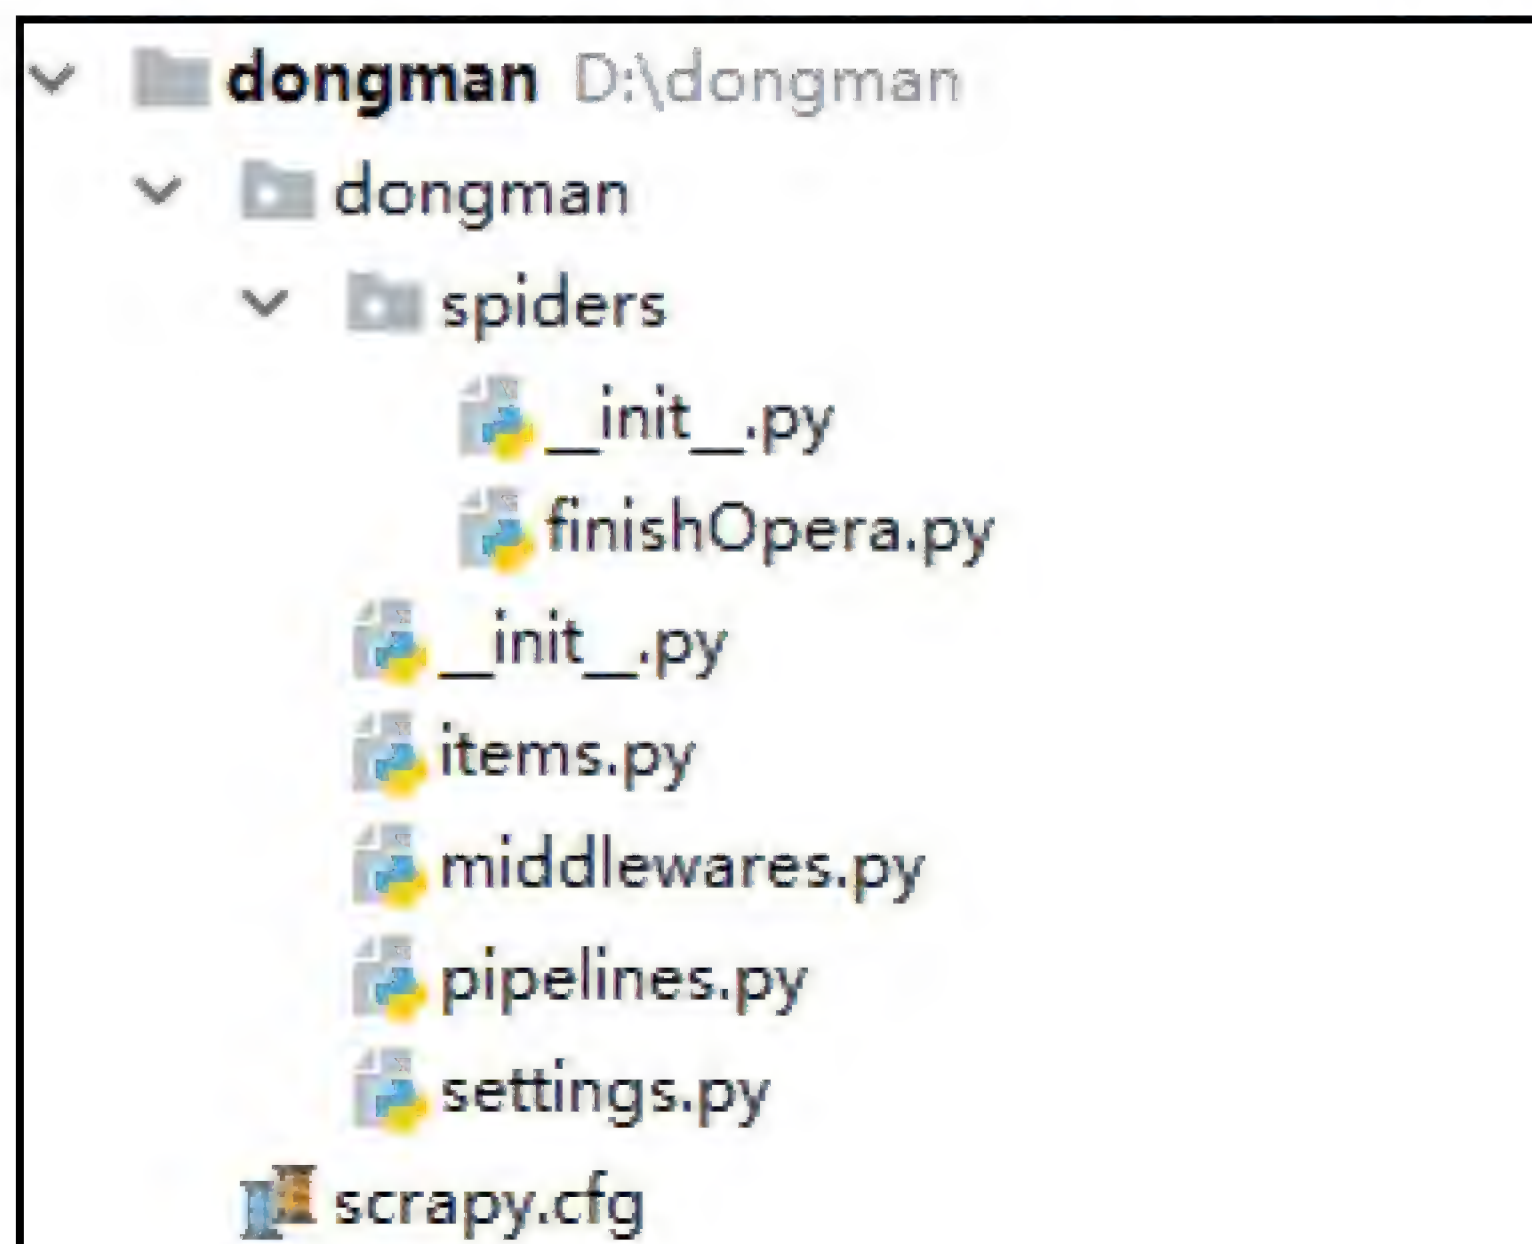 dongman D:\dongman
dongman
spiders
__init__.py
finishOpera.py
__init__.py
items.py
middlewares.py
pipelines.py
settings.py
scrapy.cfg